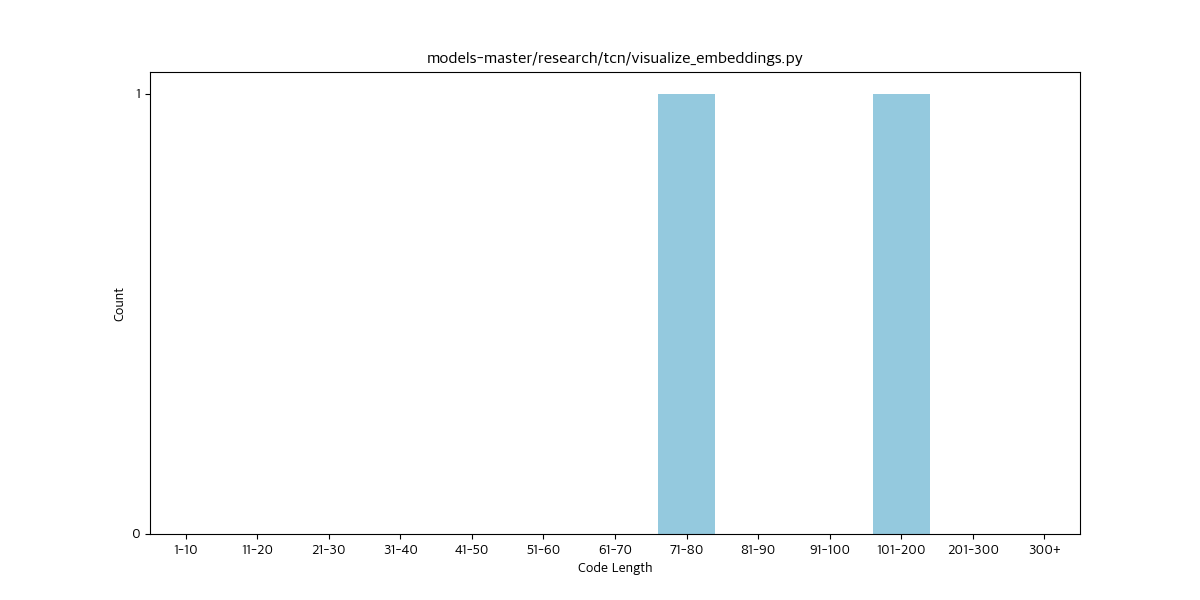 models-master/research/tcn/visualize_embeddings.py
1
Count
0
1-10 11-20 21-30 31-40 41-50 51-60 61-70 71-80 81-90 91-100 101-200 201-300 300+
Code Length